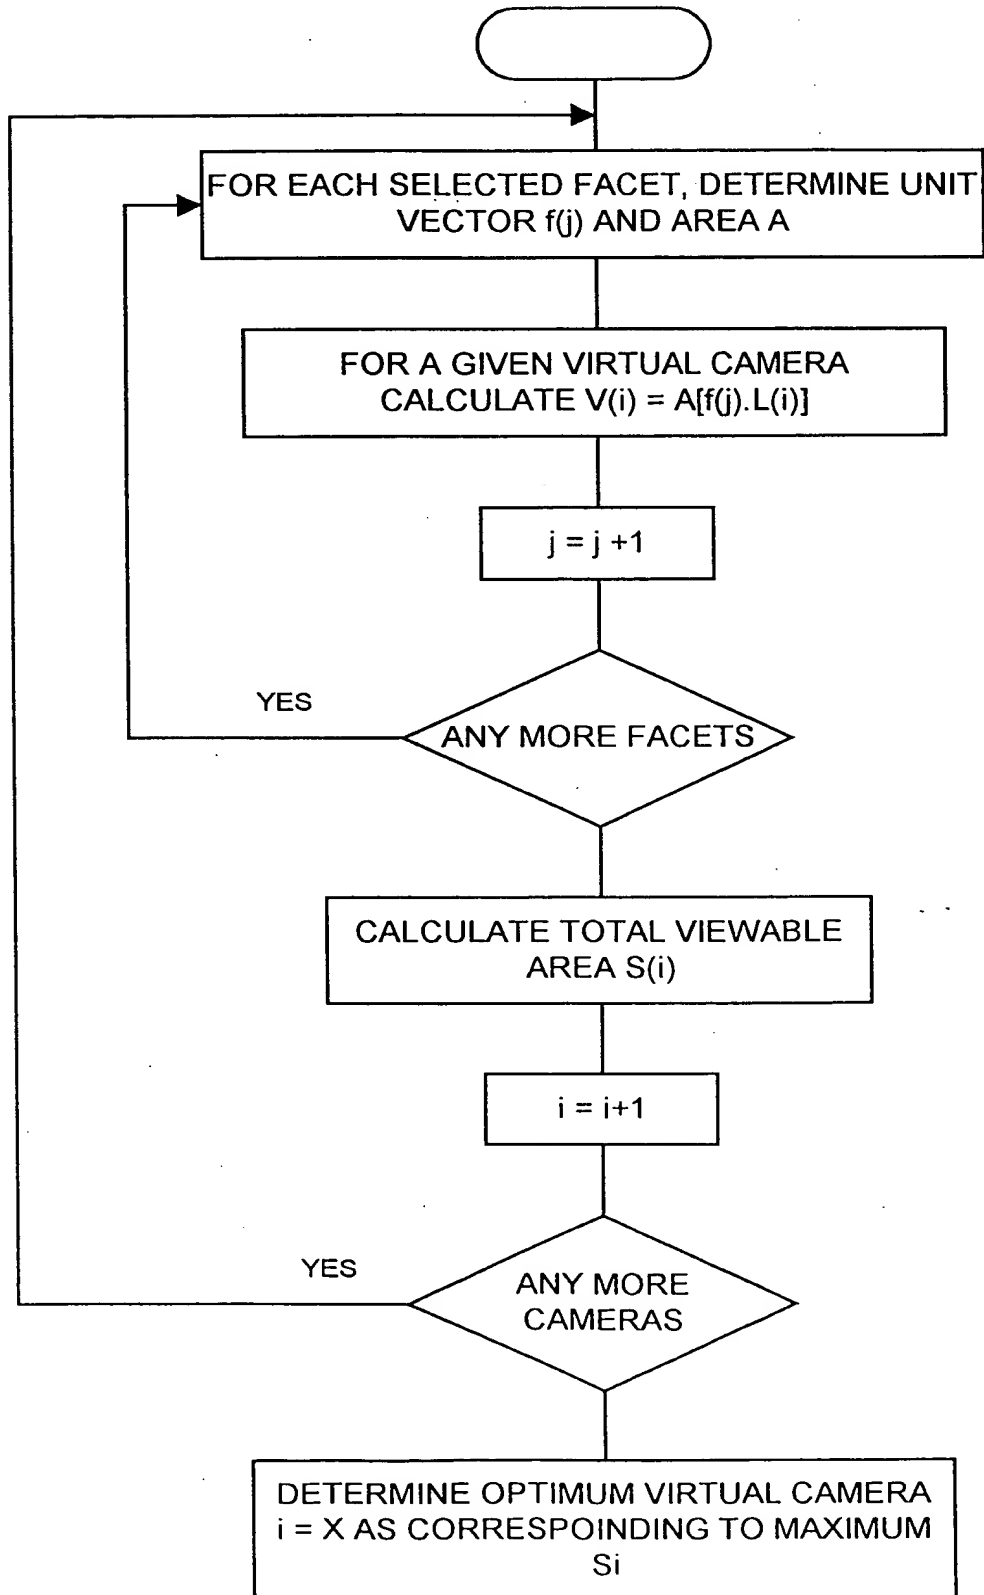 FOR EACH SELECTED FACET, DETERMINE UNIT
VECTOR f(j) AND AREA A
FOR A GIVEN VIRTUAL CAMERA
CALCULATE V(i) = A[f(j).L(i)]
j = j +1
YES
ANY MORE FACETS
CALCULATE TOTAL VIEWABLE
AREA S(i)
i = i+1
YES
ANY MORE
CAMERAS
DETERMINE OPTIMUM VIRTUAL CAMERA
i = X AS CORRESPOINDING TO MAXIMUM
Si